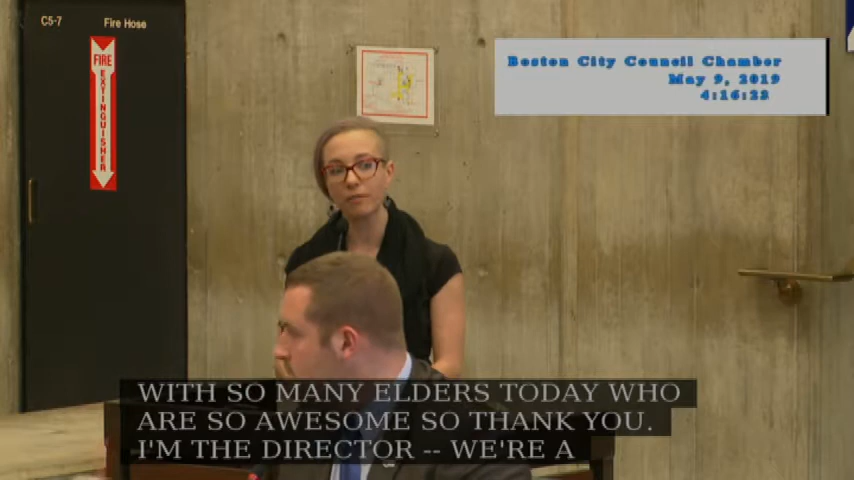 C5-7 Fire Hose
FIRE
EXTINGUISHER
Boston City Council Chamber
May 9, 2019
4:16:23
WITH SO MANY ELDERS TODAY WHO
ARE SO AWESOME SO THANK YOU.
I'M THE DIRECTOR -- WE'RE A